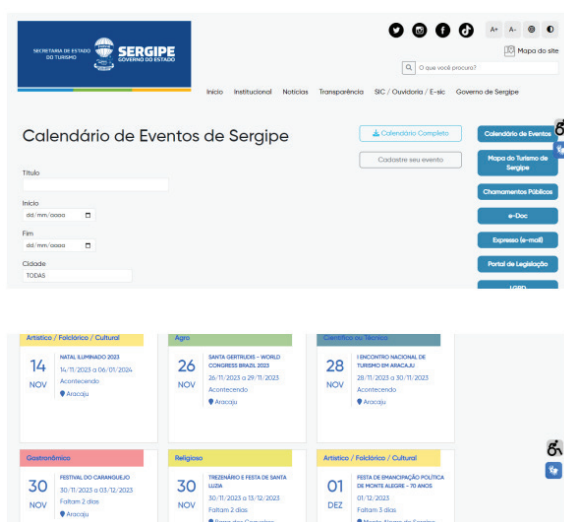 A+ A-
SECRETARIA DE ESTADO
DO TURISMO
SERGIPE
GOVERNO DO ESTADO
Mapa do site
O que você procura?
Início Institucional Notícias Transparência SIC / Ouvidoria / E-sic Governo de Sergipe
Calendário de Eventos de Sergipe
Calendário Completo
Cadastre seu evento
Calendário de Eventos
Mapa do Turismo de
Sergipe
Chamamentos Públicos
e-Doc
Expresso (e-mail)
Portal de Legislação
LGPD
Título
Início
dd/mm/aaaa
Fim
dd/mm/aaaa
Cidade
TODAS
Artístico / Folclórico / Cultural
14
NOV
NATAL ILUMINADO 2023
14/11/2023 a 06/01/2024
Acontecendo
Aracaju
Agro
26
NOV
SANTA GERTRUDIS - WORLD
CONGRESS BRAZIL 2023
26/11/2023 a 29/11/2023
Acontecendo
Aracaju
Científico ou Técnico
28
NOV
I ENCONTRO NACIONAL DE
TURISMO EM ARACAJU
28/11/2023 a 30/11/2023
Acontecendo
Aracaju
Gastronômico
30
NOV
FESTIVAL DO CARANGUEJO
30/11/2023 a 03/12/2023
Faltam 2 dias
Aracaju
Religioso
30
NOV
TREZENÁRIO E FESTA DE SANTA
LUZIA
30/11/2023 a 13/12/2023
Faltam 2 dias
Barra dos Coqueiros
Artístico / Folclórico / Cultural
01
DEZ
FESTA DE EMANCIPAÇÃO POLÍTICA
DE MONTE ALEGRE - 70 ANOS
01/12/2023
Faltam 3 dias
Monte Alegre de Sergipe